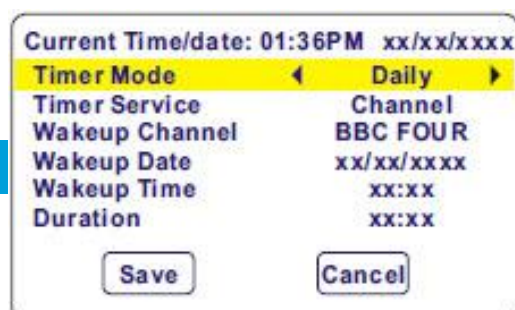 Current Time/date: 01:36PM xx/xx/xxxx
Timer Mode Daily
Timer Service Channel
Wakeup Channel BBC FOUR
Wakeup Date xx/xx/xxxx
Wakeup Time xx:xx
Duration xx:xx
Save Cancel